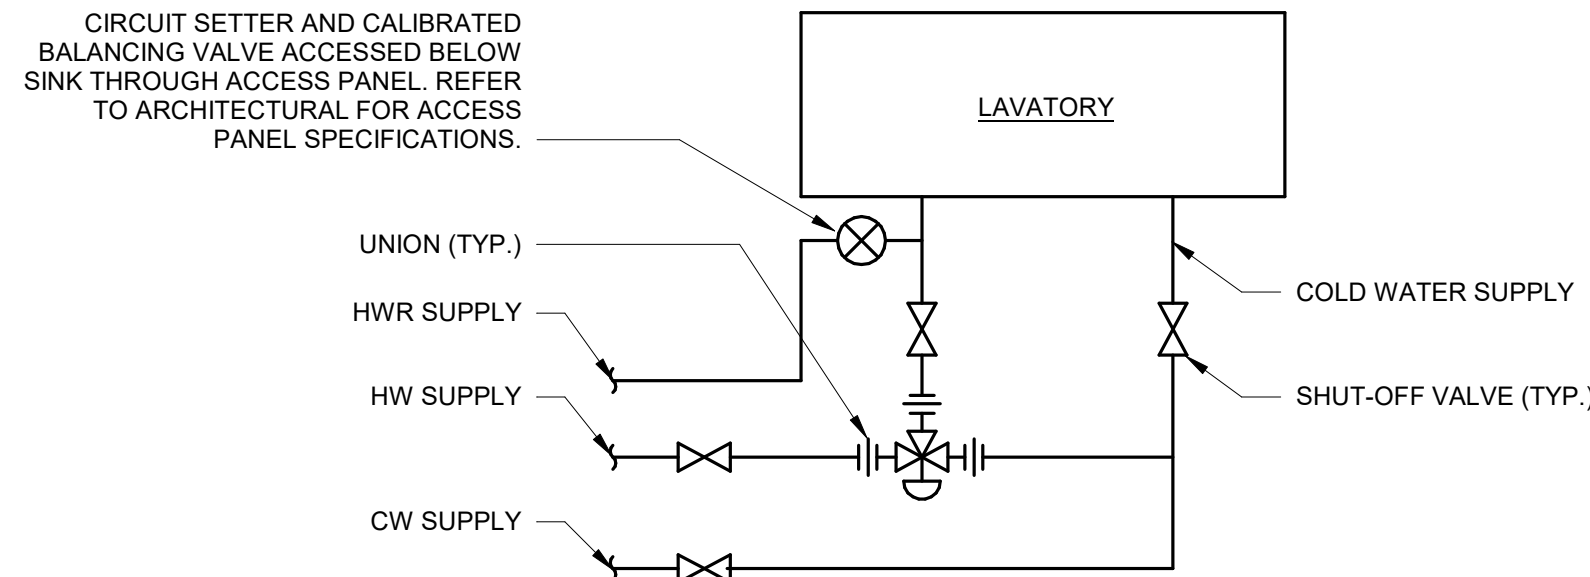 CIRCUIT SETTER AND CALIBRATED
BALANCING VALVE ACCESSED BELOW
SINK THROUGH ACCESS PANEL. REFER
TO ARCHITECTURAL FOR ACCESS
PANEL SPECIFICATIONS.
LAVATORY
UNION (TYP.)
HWR SUPPLY
COLD WATER SUPPLY
HW SUPPLY
SHUT-OFF VALVE (TYP.)
CW SUPPLY